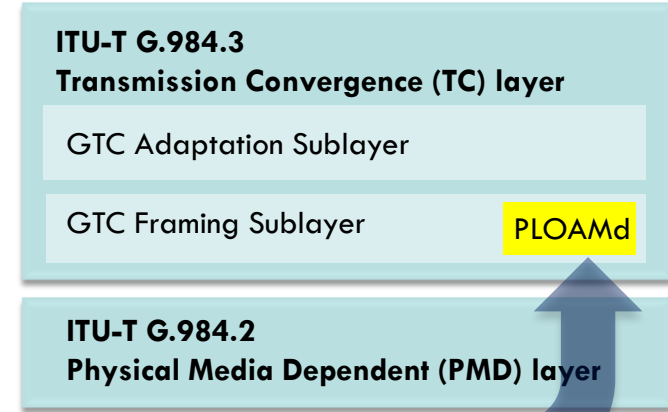 ITU-T G.984.3
Transmission Convergence (TC) layer
GTC Adaptation Sublayer
GTC Framing Sublayer
PLOAMd
ITU-T G.984.2
Physical Media Dependent (PMD) layer